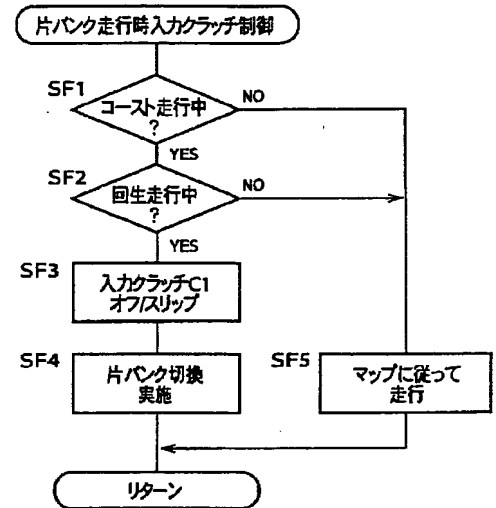 片バンク走行時入力クラッチ制御
SF1
コースト走行中
?
NO
YES
SF2
回生走行中
?
NO
YES
SF3
入力クラッチC1
オフ/スリップ
SF4
片バンク切換
実施
SF5
マップに従って
走行
リターン